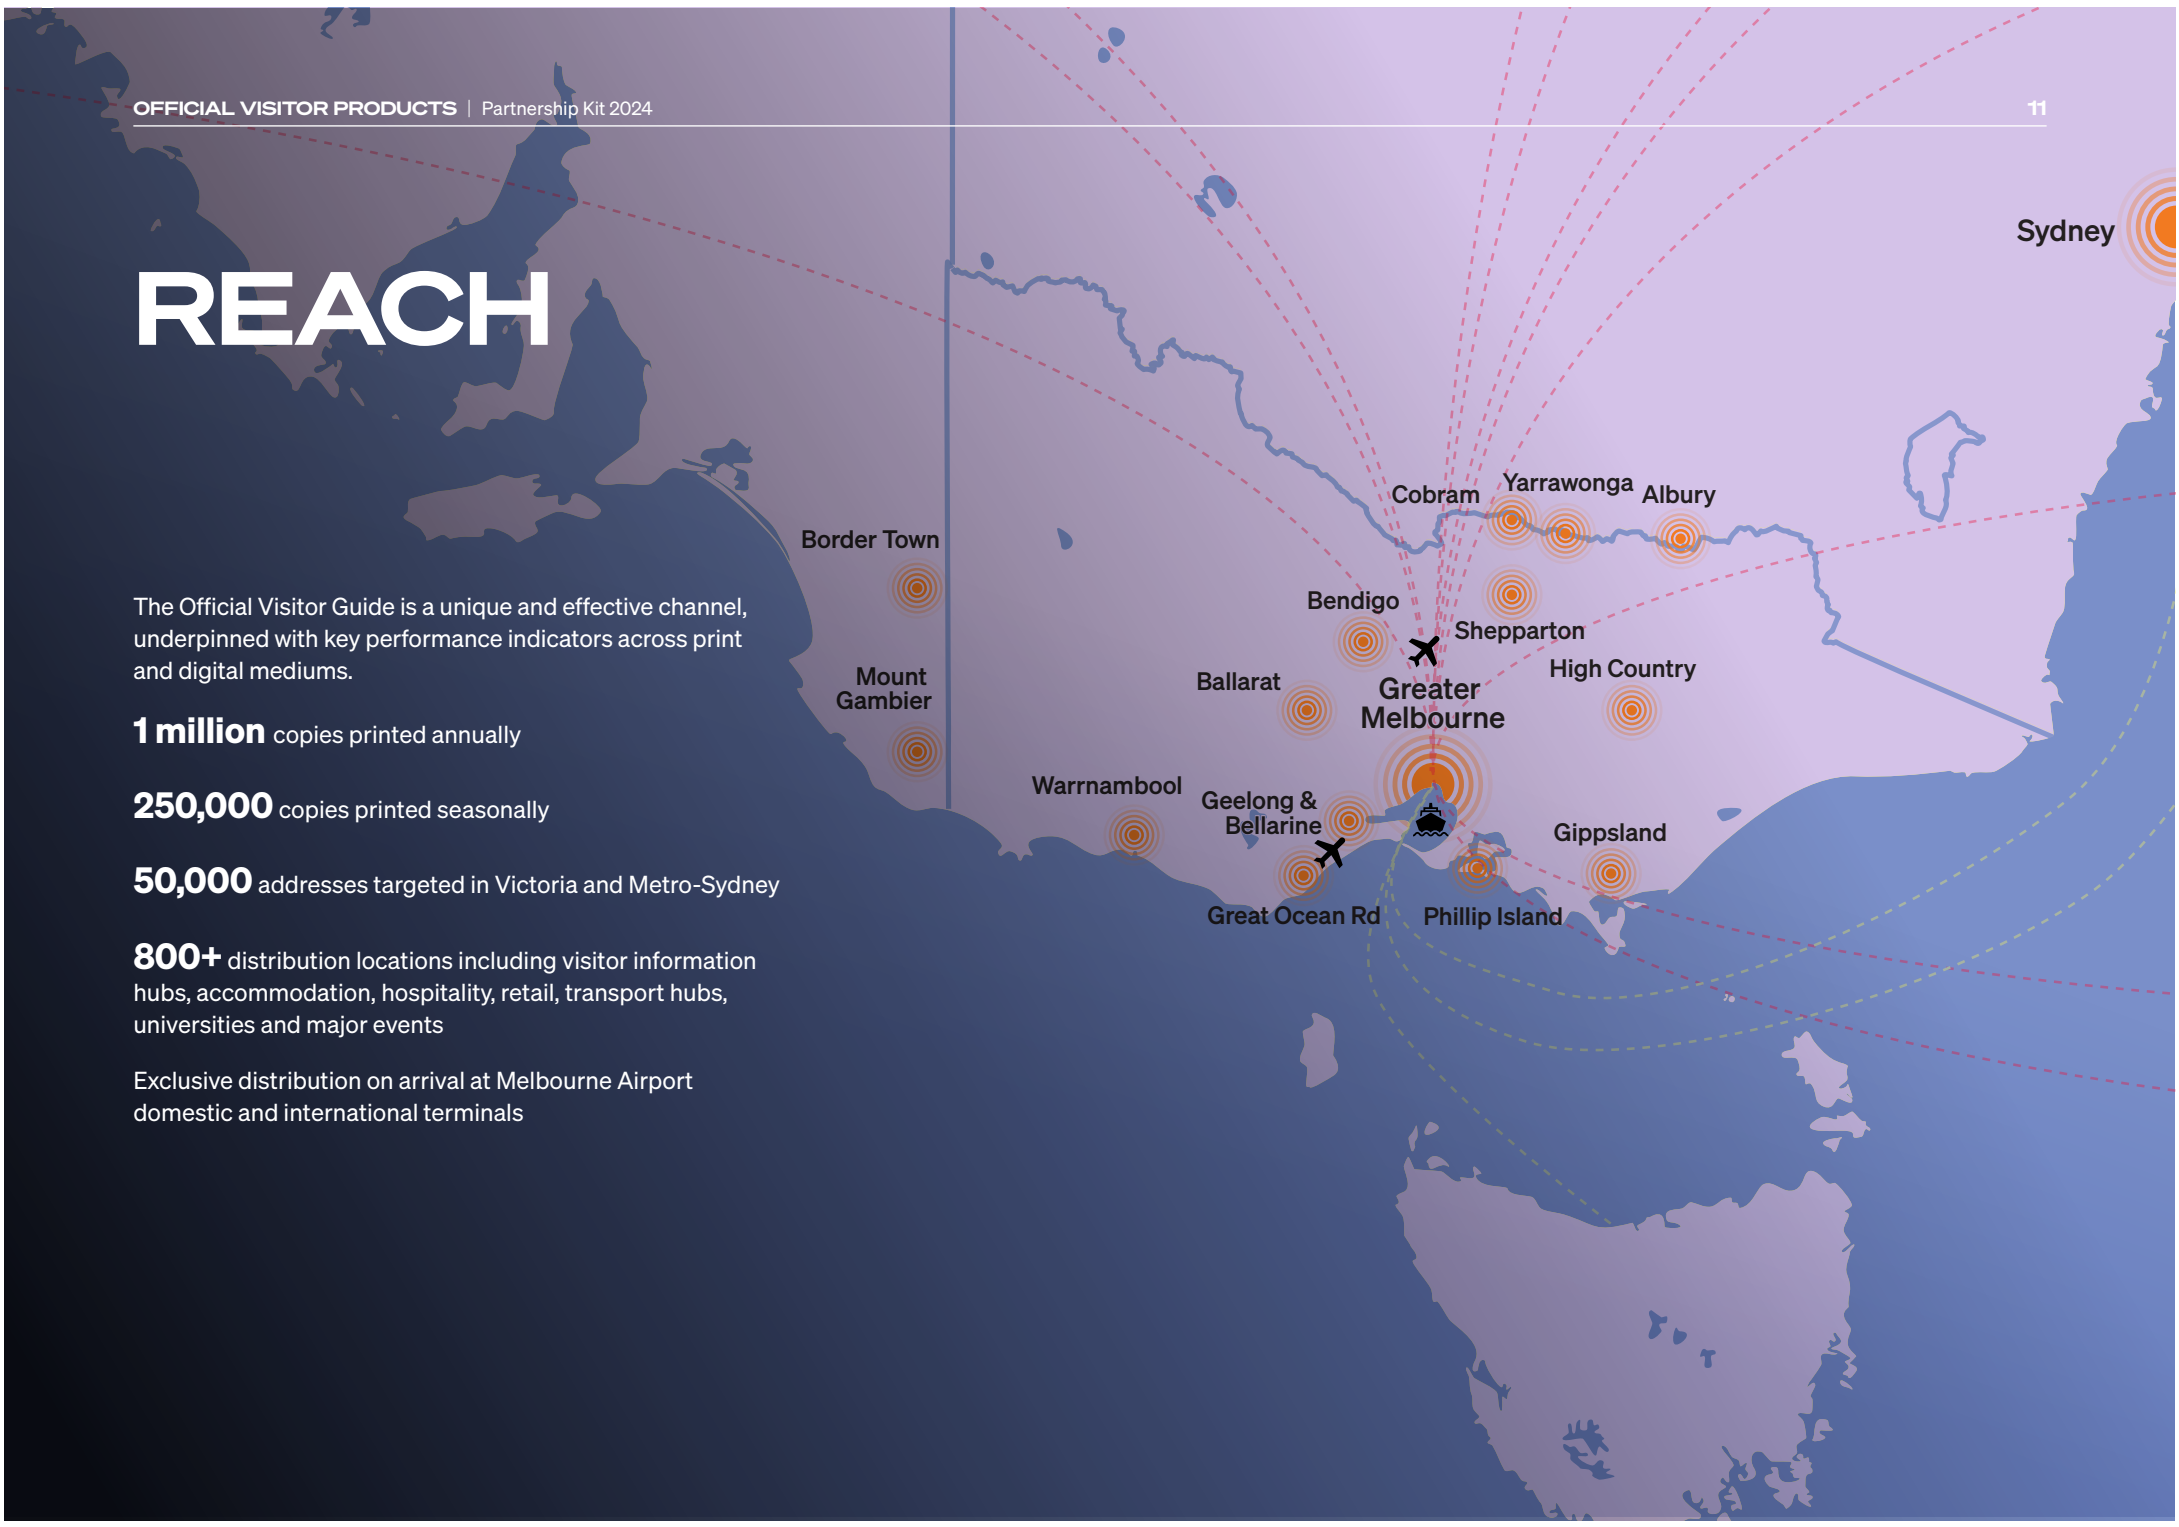 OFFICIAL VISITOR PRODUCTS | Partnership Kit 2024
11
REACH
The Official Visitor Guide is a unique and effective channel,
underpinned with key performance indicators across print
and digital mediums.
1 million copies printed annually
250,000 copies printed seasonally
50,000 addresses targeted in Victoria and Metro-Sydney
800+ distribution locations including visitor information
hubs, accommodation, hospitality, retail, transport hubs,
universities and major events
Exclusive distribution on arrival at Melbourne Airport
domestic and international terminals
Sydney
Cobram
Yarrawonga
Albury
Border Town
Bendigo
Shepparton
High Country
Mount
Gambier
Ballarat
Greater
Melbourne
Warrnambool
Geelong &
Bellarine
Gippsland
Great Ocean Rd
Phillip Island